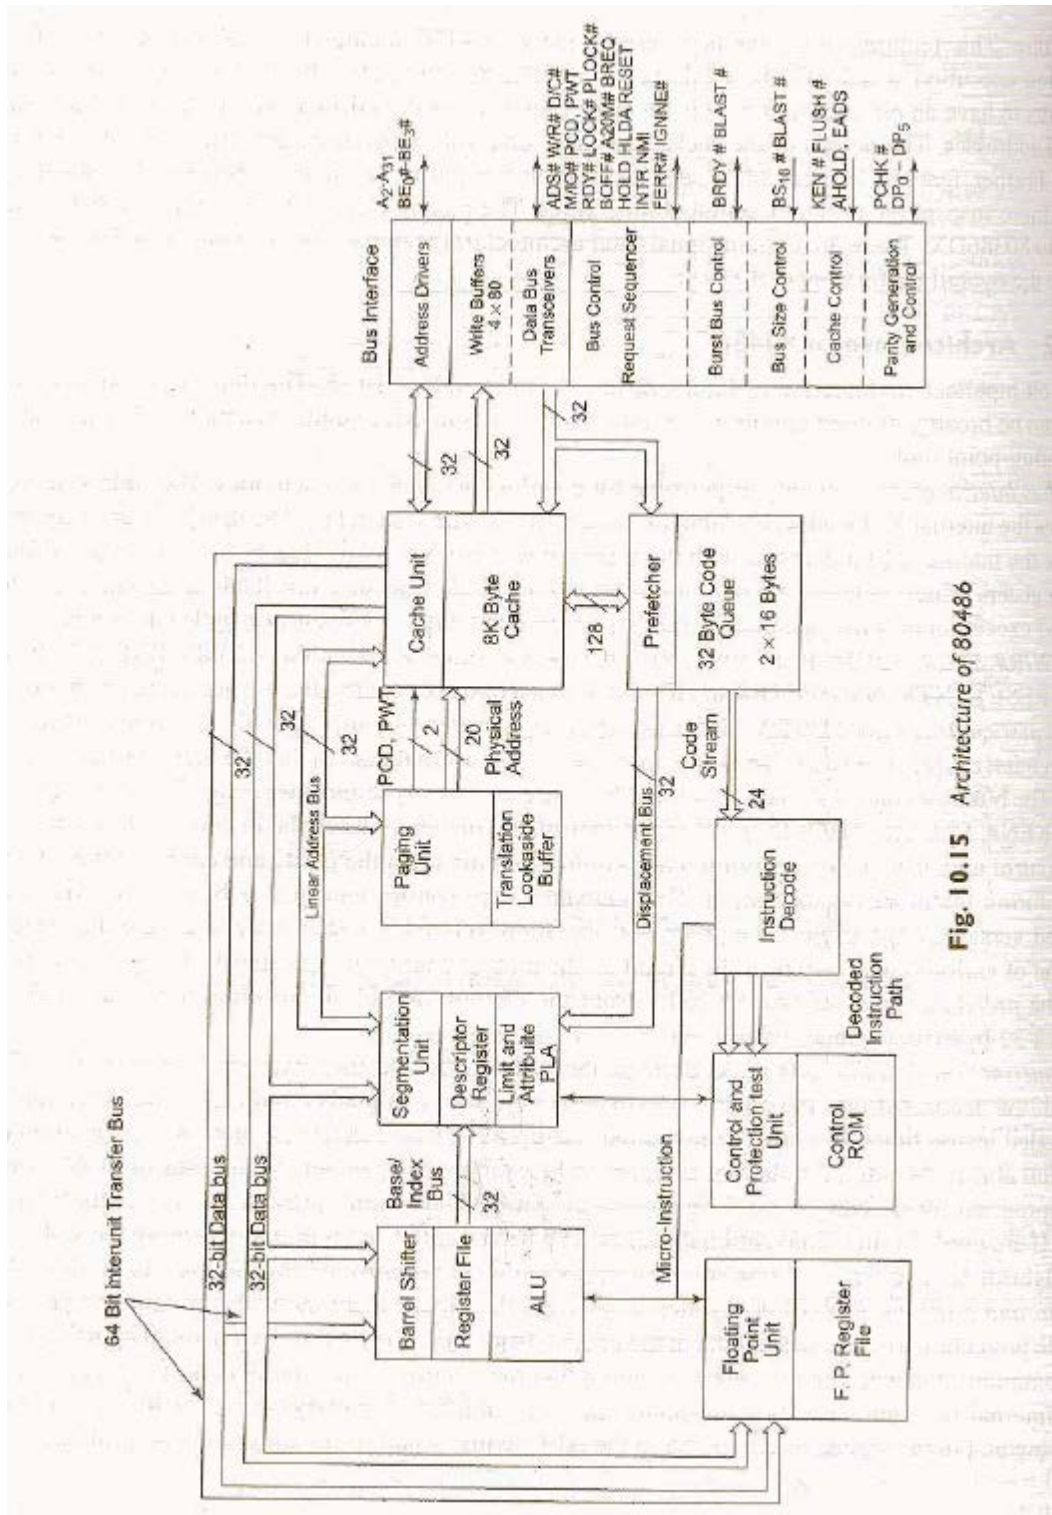 64 Bit Interunit Transfer Bus
32-bit Data bus
32-bit Data bus
32
32
Linear Address Bus
32
Barrel Shifter
Register File
ALU
Base/
Index
Bus
32
Segmentation
Unit
Descriptor
Register
Limit and
Attribuite
PLA
Paging
Unit
Translation
Lookaside
Buffer
PCD, PWT
2
20
Physical
Address
Cache Unit
8K Byte
Cache
32
32
32
128
Prefetcher
32 Byte Code
Queue
2 × 16 Bytes
Displacement Bus
32
Code
Stream
24
Instruction
Decode
Decoded
Instruction
Path
Micro-Instruction
Control and
Protection test
Unit
Control
ROM
Floating
Point
Unit
F. P. Register
File
Bus Interface
Address Drivers
Write Buffers
4 × 80
Data Bus
Transceivers
Bus Control
Request Sequencer
Burst Bus Control
Bus Size Control
Cache Control
Parity Generation
and Control
A2-A31
BE0#-BE3#
ADS# WR# D/C#
M/IO# PCD, PWT
RDY# LOCK# PLOCK#
BOFF# A20M# BREQ
HOLD HLDA RESET
INTR NMI
FERR# IGNNE#
BRDY # BLAST #
BS16 # BLAST #
KEN # FLUSH #
AHOLD, EADS
PCHK #
DP0 – DP5
Fig. 10.15 Architecture of 80486